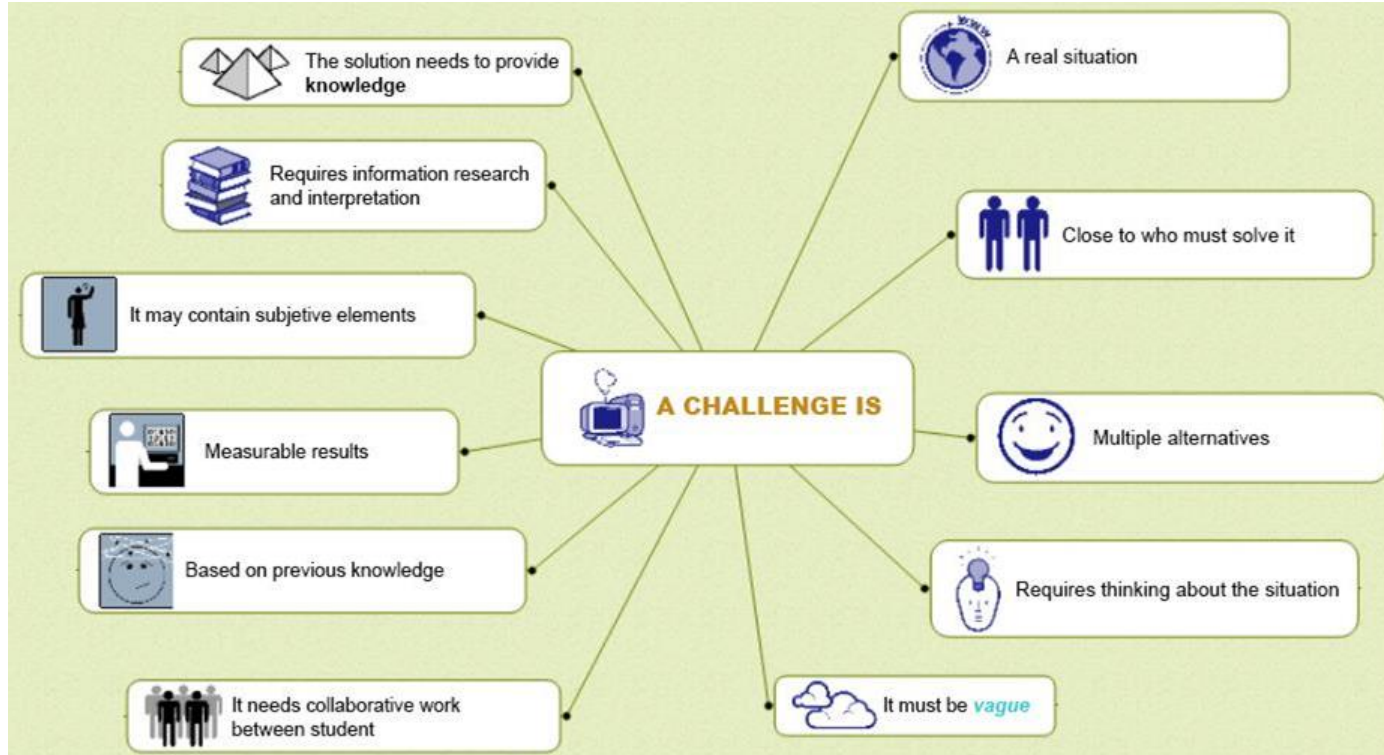 The solution needs to provide
knowledge
Requires information research
and interpretation
It may contain subjetive elements
Measurable results
Based on previous knowledge
It needs collaborative work
between student
A CHALLENGE IS
WWW
A real situation
Close to who must solve it
Multiple alternatives
Requires thinking about the situation
It must be vague